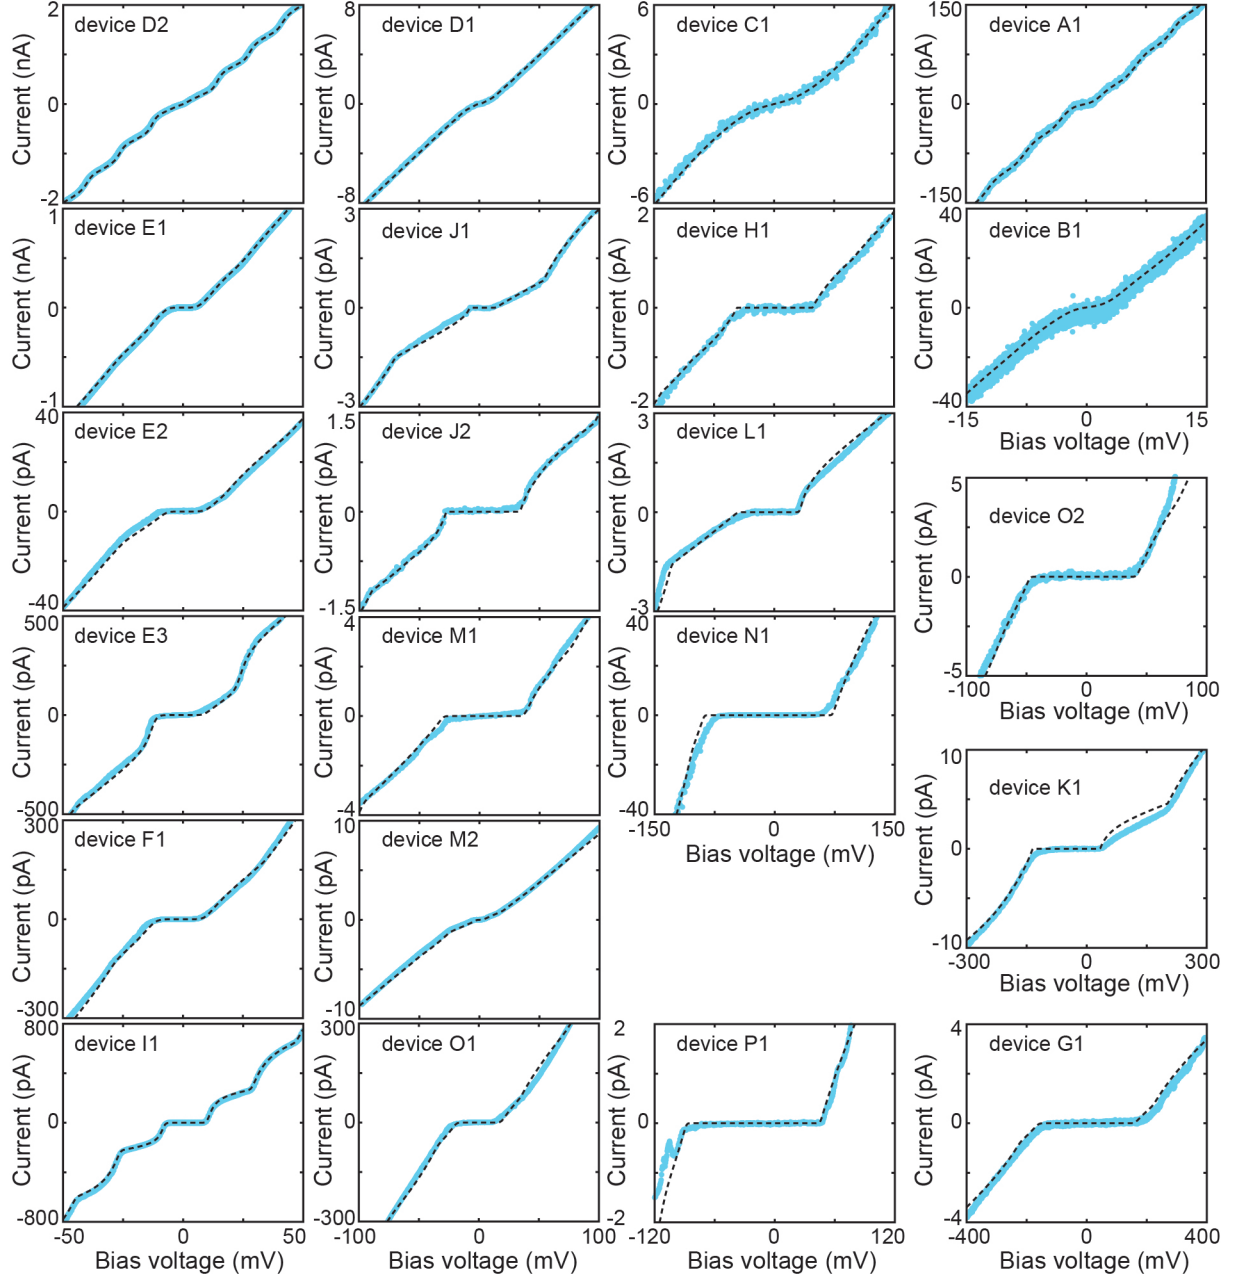 device D2
Current (nA)
2
0
-2
device D1
Current (pA)
8
0
-8
device C1
Current (pA)
6
0
-6
device A1
Current (pA)
150
0
-150
device E1
Current (nA)
1
0
-1
device J1
Current (pA)
3
0
-3
device H1
Current (pA)
2
0
-2
device B1
Current (pA)
40
0
-40
-15 0 15
Bias voltage (mV)
device E2
Current (pA)
40
0
-40
device J2
Current (pA)
1.5
0
-1.5
device L1
Current (pA)
3
0
-3
device O2
Current (pA)
5
0
-5
-100 0 100
Bias voltage (mV)
device E3
Current (pA)
500
0
-500
device M1
Current (pA)
4
0
-4
device N1
Current (pA)
40
0
-40
-150 0 150
Bias voltage (mV)
device K1
Current (pA)
10
0
-10
-300 0 300
Bias voltage (mV)
device F1
Current (pA)
300
0
-300
device M2
Current (pA)
10
0
-10
device I1
Current (pA)
800
0
-800
-50 0 50
Bias voltage (mV)
device O1
Current (pA)
300
0
-300
-100 0 100
Bias voltage (mV)
device P1
Current (pA)
2
0
-2
-120 0 120
Bias voltage (mV)
device G1
Current (pA)
4
0
-4
-400 0 400
Bias voltage (mV)